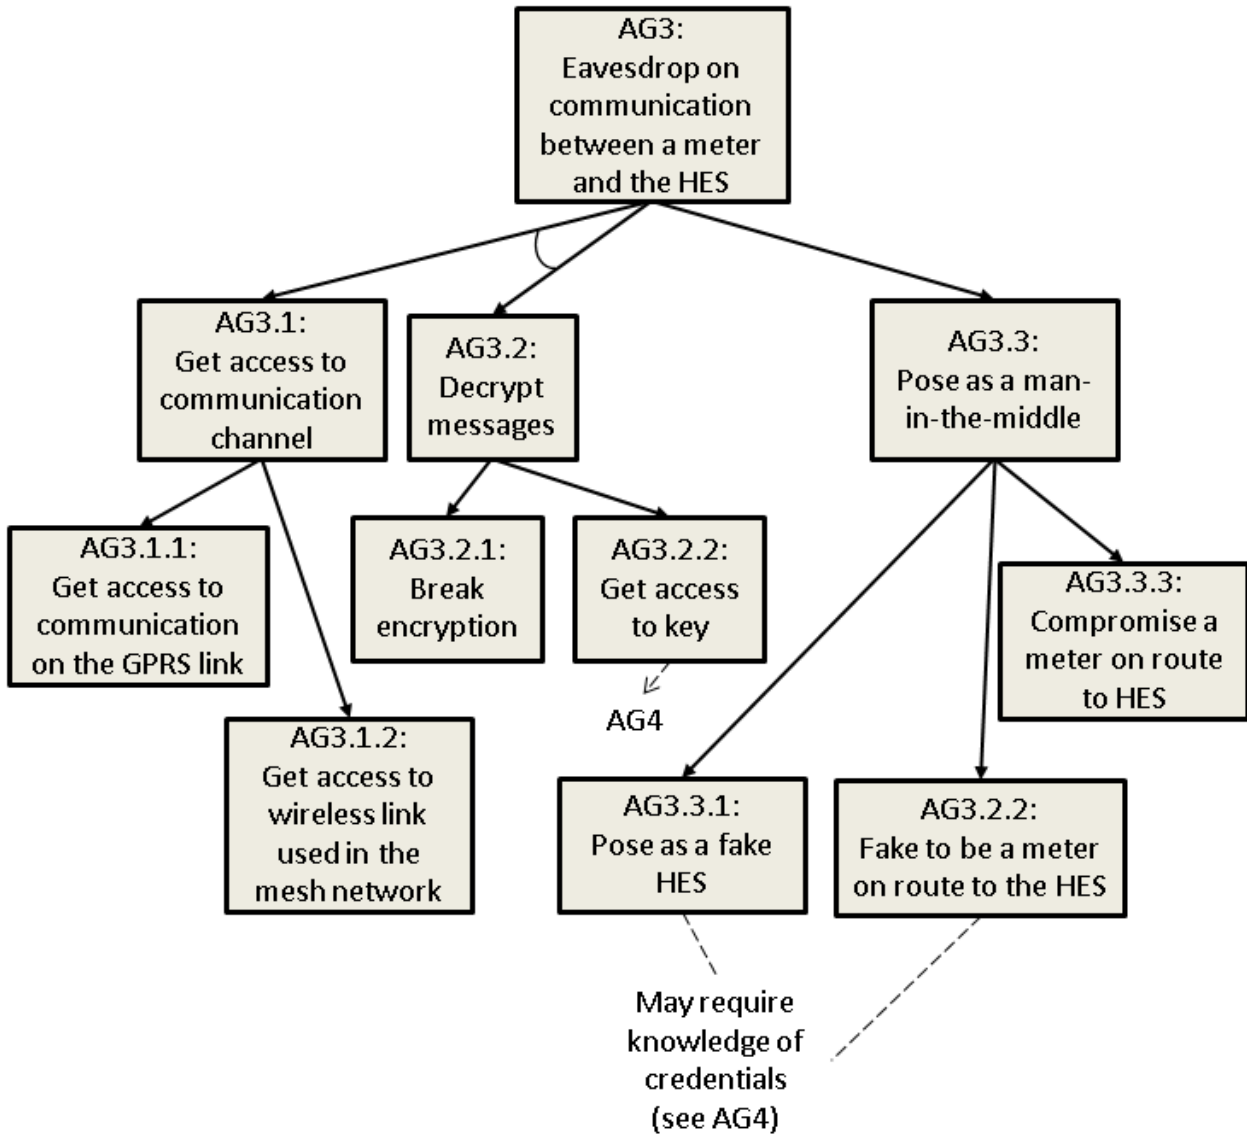 AG3:
Eavesdrop on
communication
between a meter
and the HES
AG3.1:
Get access to
communication
channel
AG3.2:
Decrypt
messages
AG3.3:
Pose as a man-
in-the-middle
AG3.1.1:
Get access to
communication
on the GPRS link
AG3.2.1:
Break
encryption
AG3.2.2:
Get access
to key
AG3.3.3:
Compromise a
meter on route
to HES
AG4
AG3.1.2:
Get access to
wireless link
used in the
mesh network
AG3.3.1:
Pose as a fake
HES
AG3.2.2:
Fake to be a meter
on route to the HES
May require
knowledge of
credentials
(see AG4)